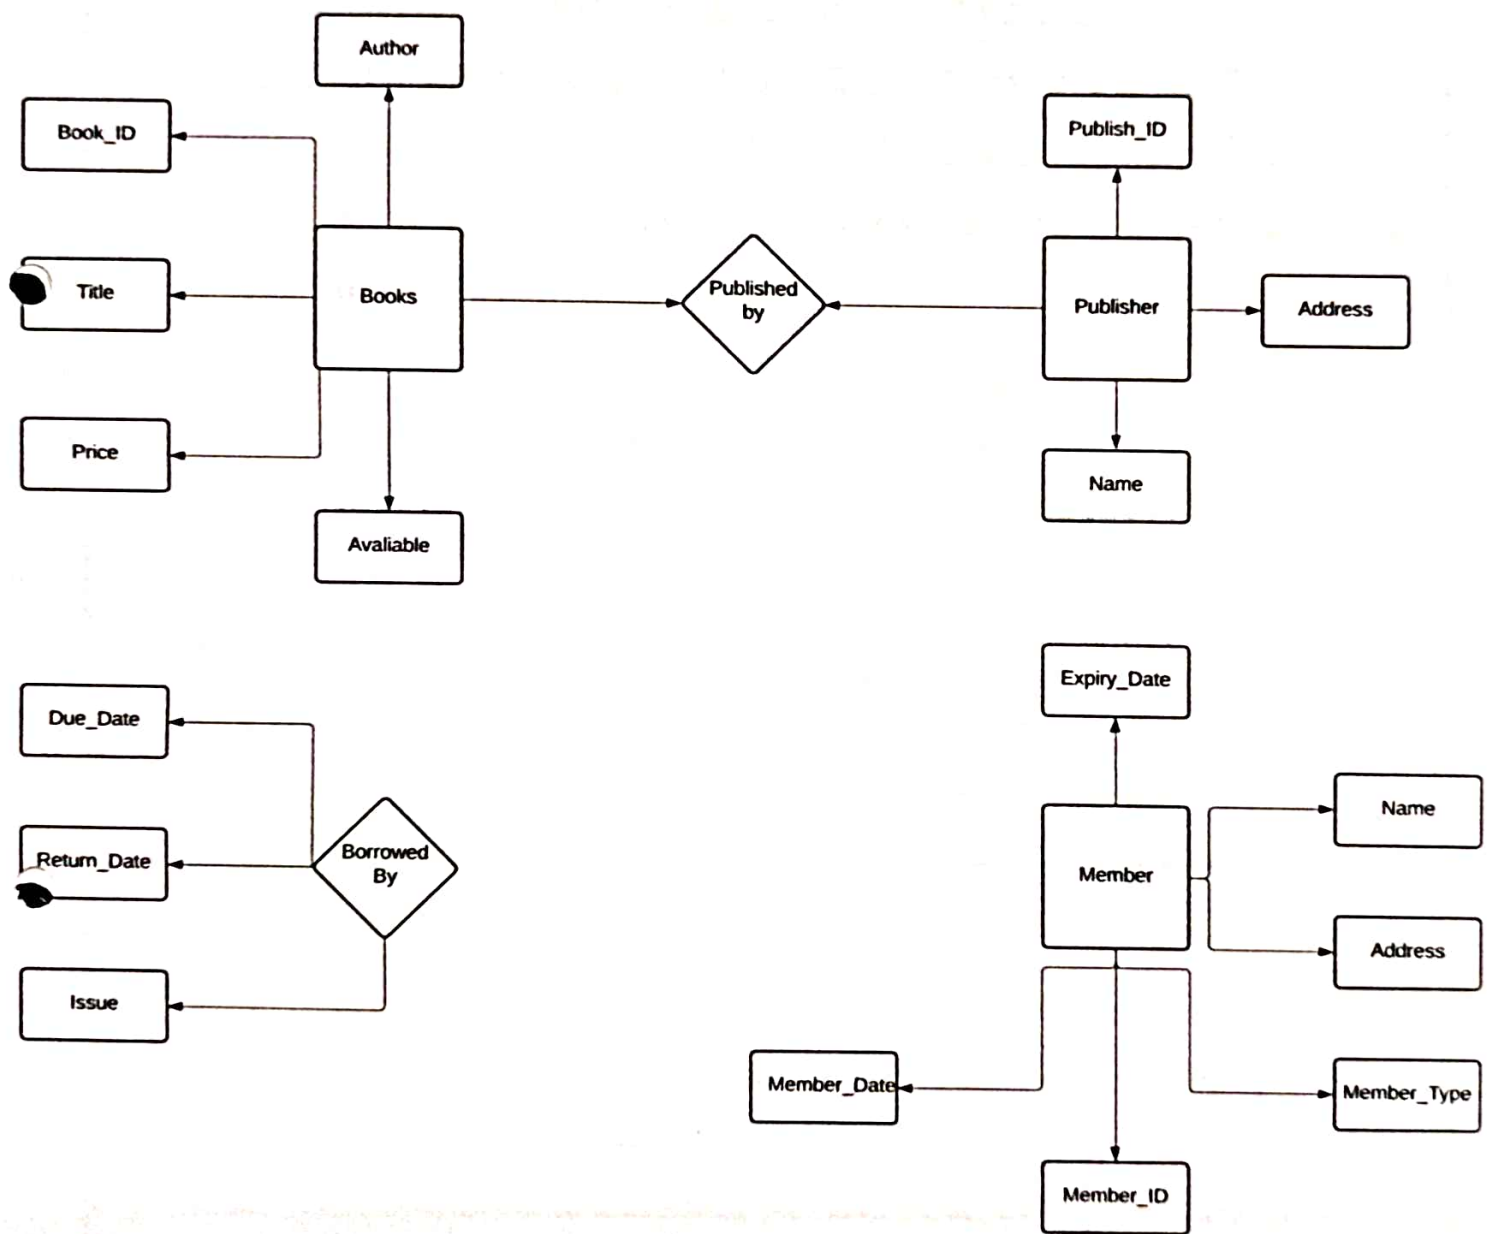 Author
Book_ID
Publish_ID
Title
Books
Published
by
Publisher
Address
Price
Name
Avaliable
Expiry_Date
Due_Date
Name
Return_Date
Borrowed
By
Member
Address
Issue
Member_Date
Member_Type
Member_ID